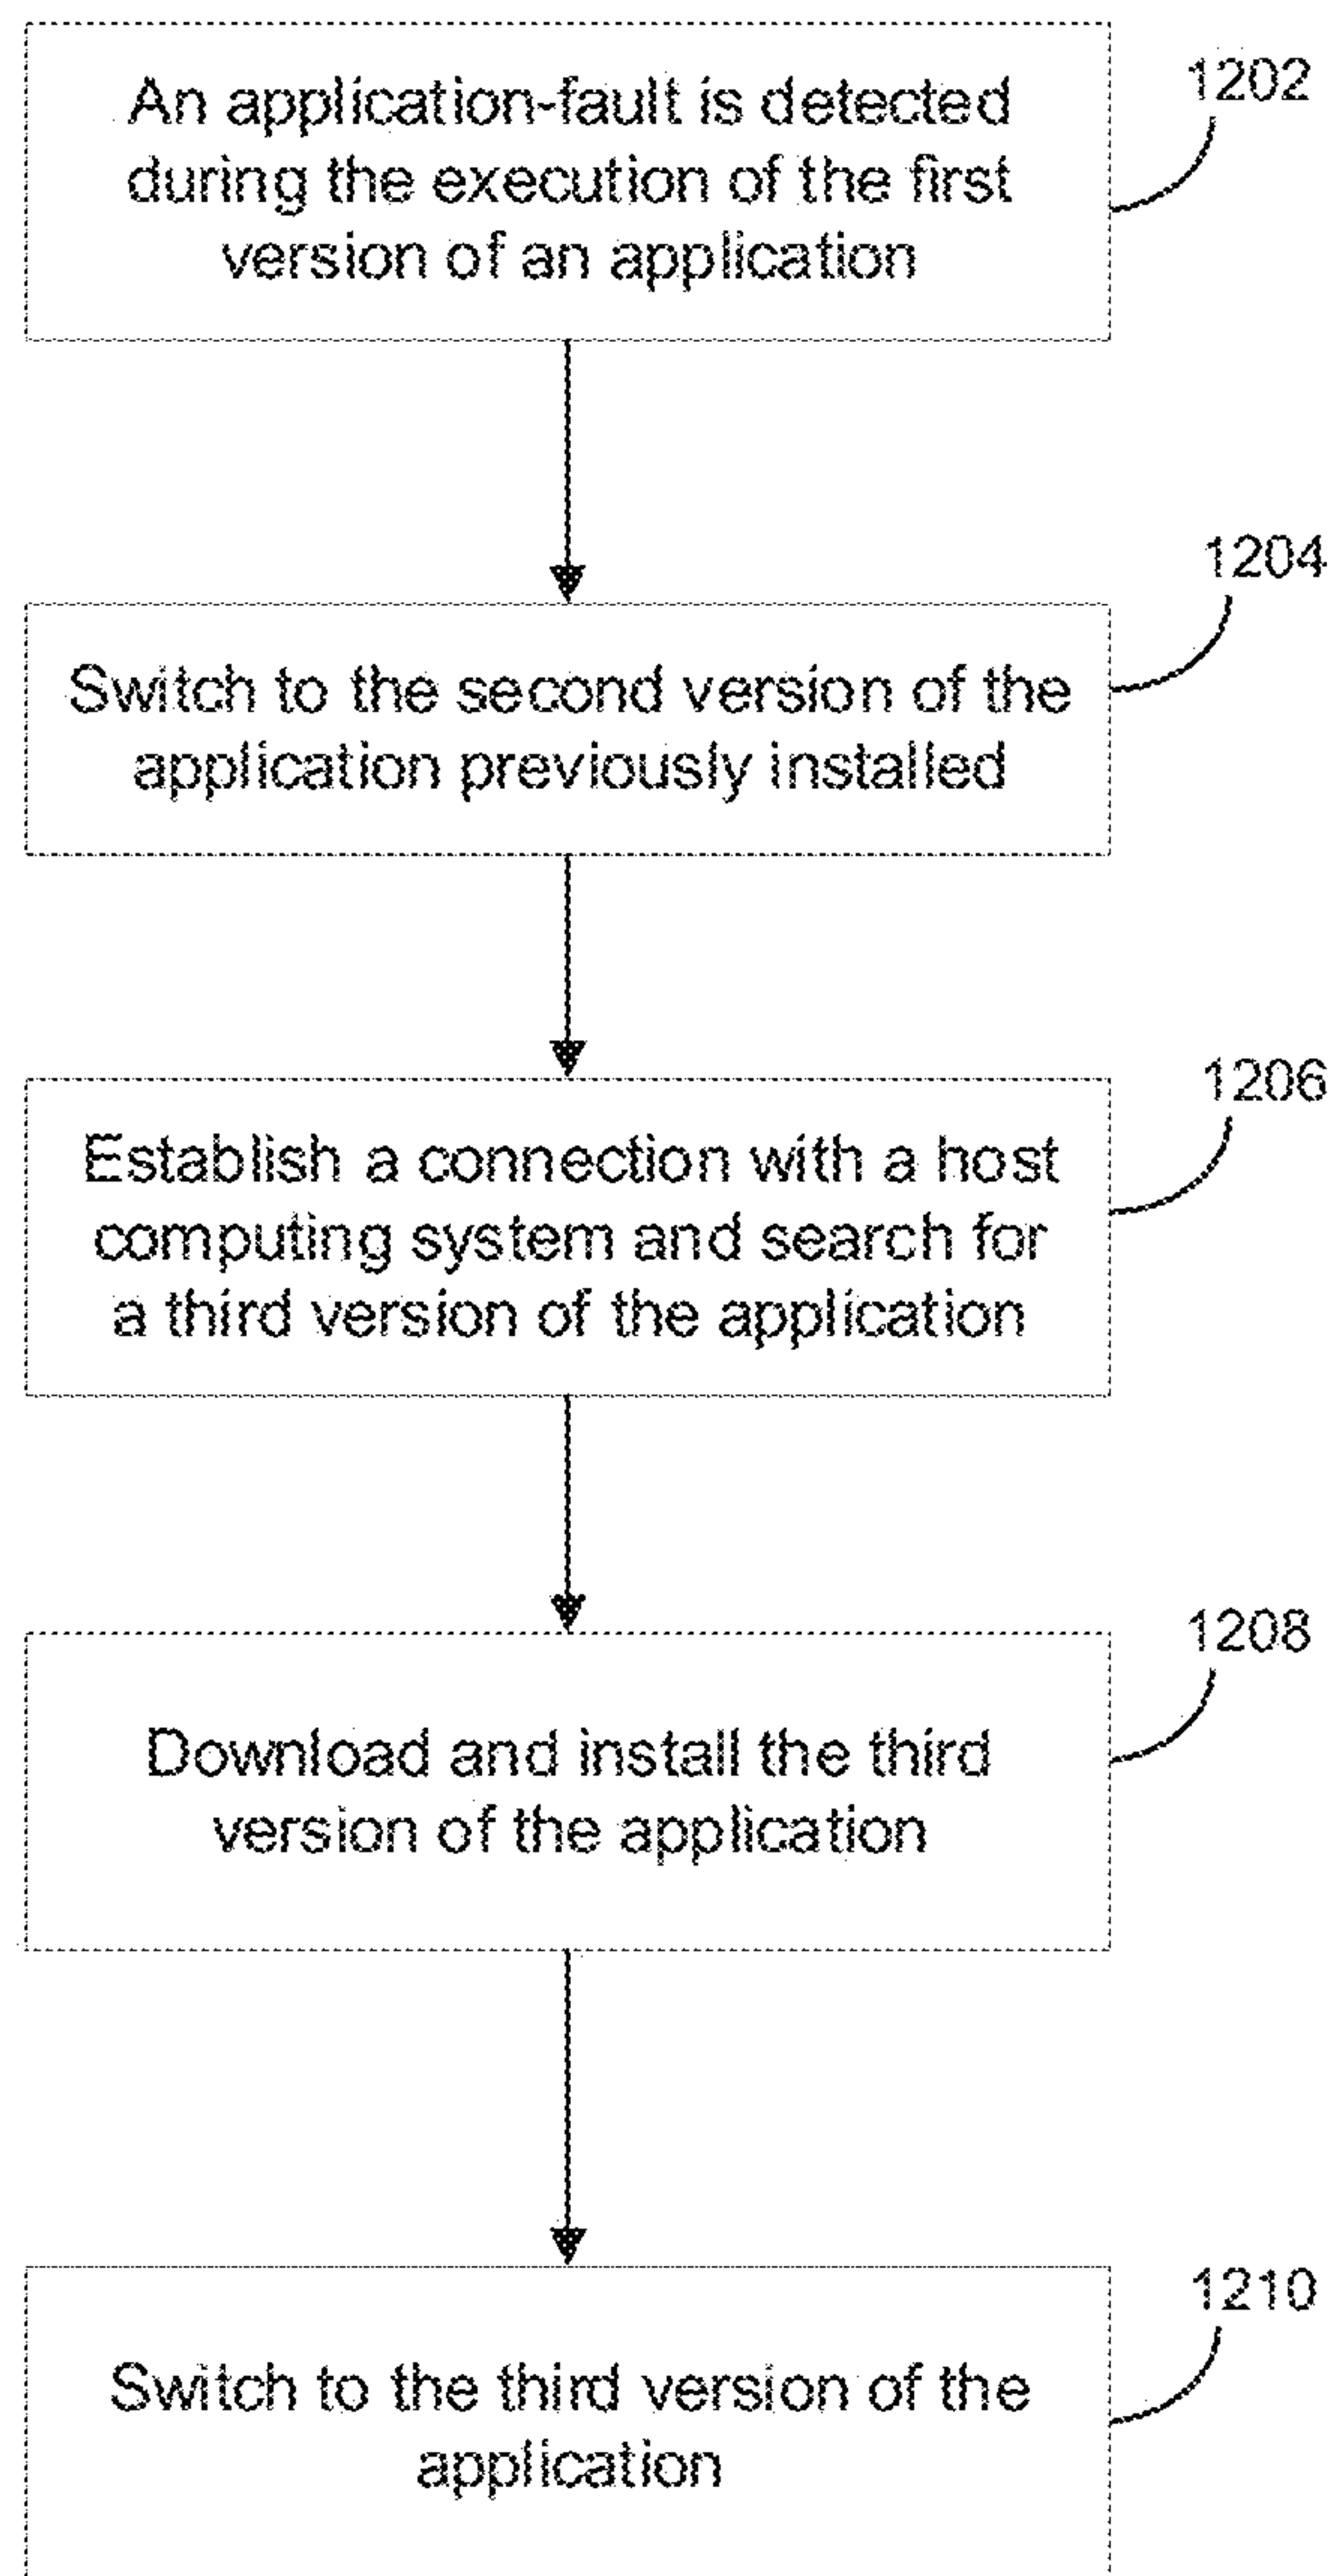 An application-fault is detected
during the execution of the first
version of an application
1202
Switch to the second version of the
application previously installed
1204
Establish a connection with a host
computing system and search for
a third version of the application
1206
Download and install the third
version of the application
1208
Switch to the third version of the
application
1210